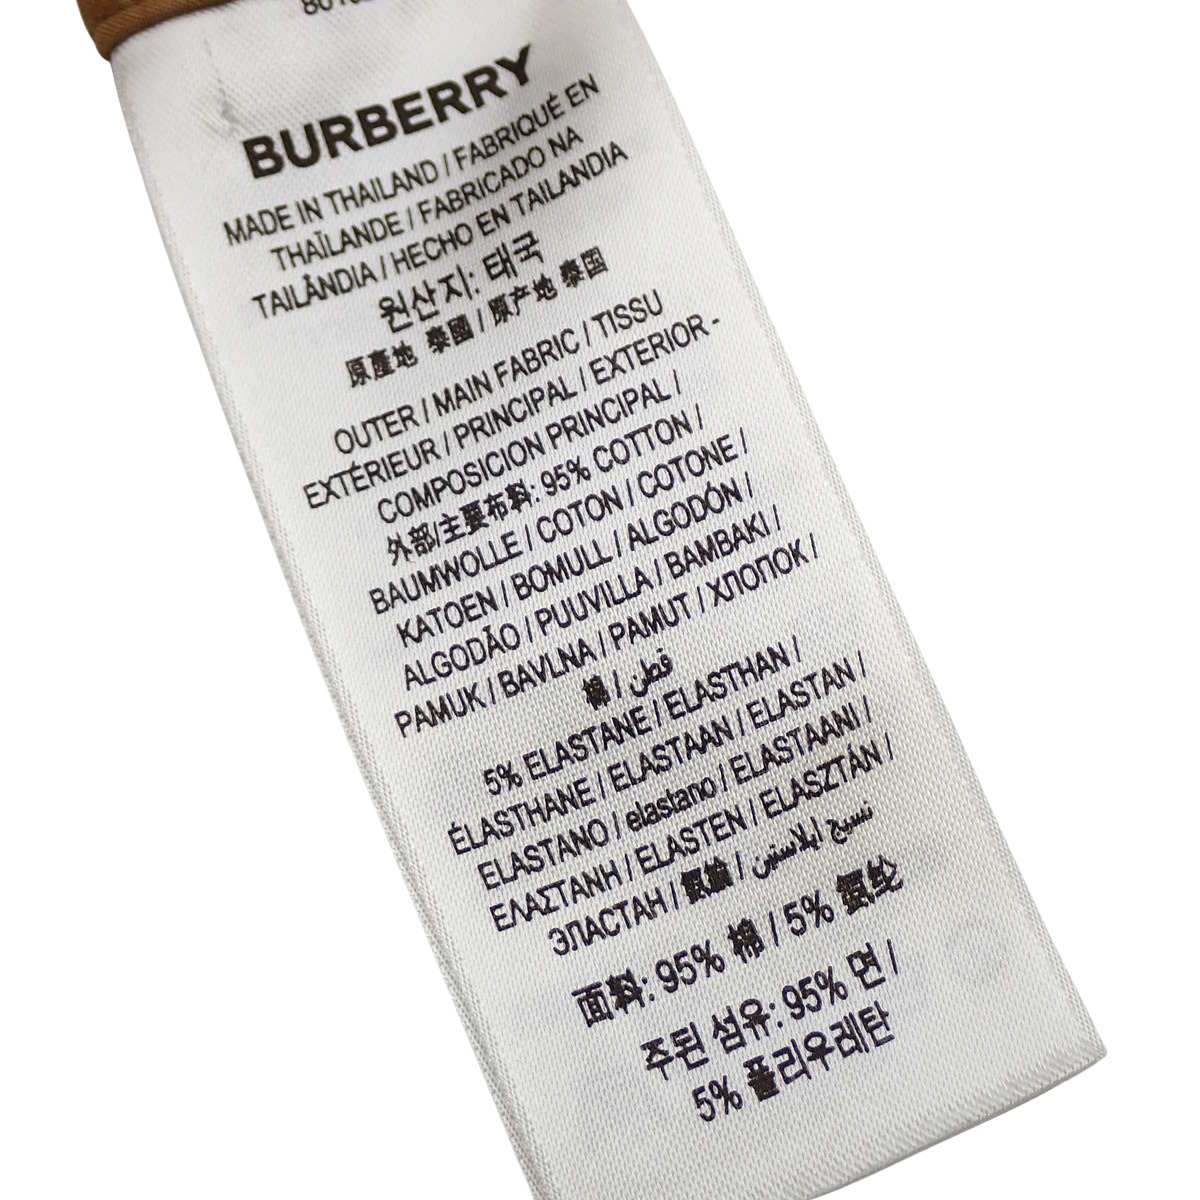 BURBERRY
MADE IN THAILAND / FABRIQUÉ EN
THAÏLANDE / FABRICADO NA
TAILÂNDIA / HECHO EN TAILANDIA
원산지: 태국
原產地 泰國 / 原产地 泰国
OUTER / MAIN FABRIC / TISSU
EXTÉRIEUR / PRINCIPAL / EXTERIOR -
COMPOSICION PRINCIPAL /
外部/主要布料: 95% COTTON /
BAUMWOLLE / COTON / COTONE /
KATOEN / BOMULL / ALGODÓN /
ALGODÃO / PUUVILLA / BAMBAKI /
PAMUK / BAVLNA / PAMUT / ХЛОПОК /
棉 / قطن
5% ELASTANE / ELASTHAN /
ÉLASTHANE / ELASTAAN / ELASTAN /
ELASTANO / elastano / ELASTAANI /
ΕΛΑΣΤΑΝΗ / ELASTEN / ELASZTÁN /
ЭЛАСТАН / 氨綸 / نسيج ايلاستين
面料: 95% 棉 / 5% 氨纶
주된 섬유: 95% 면 /
5% 폴리우레탄